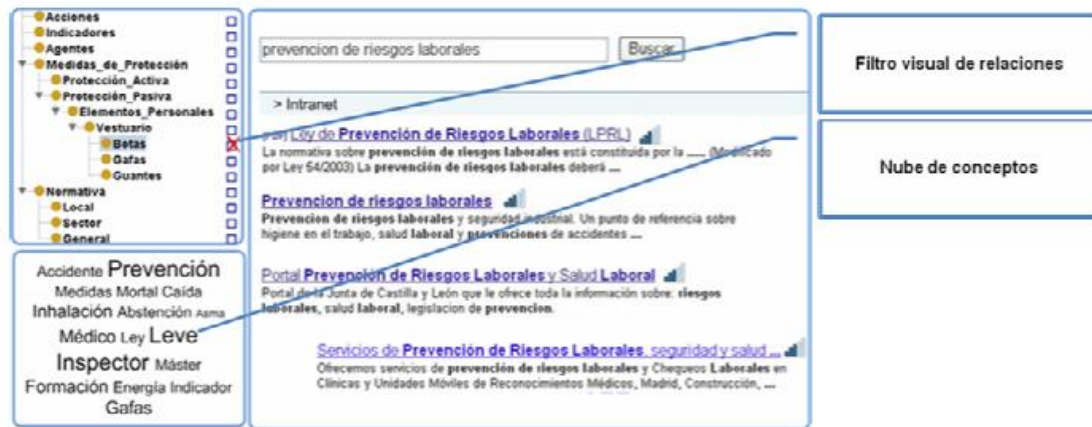 Acciones
Indicadores
Agentes
Medidas_de_Protección
Protección_Activa
Protección_Pasiva
Elementos_Personales
Vestuario
Botas
Gafas
Guantes
Normativa
Local
Sector
General
Accidente Prevención
Medidas Mortal Caída
Inhalación Abstención Asma
Médico Ley Leve
Inspector Máster
Formación Energía Indicador
Gafas
prevencion de riesgos laborales Buscar
> Intranet
Ley de Prevención de Riesgos Laborales (LPRL)
La normativa sobre prevención de riesgos laborales está constituida por la ..... (Modificado
por Ley 54/2003) La prevención de riesgos laborales deberá ...
Prevencion de riesgos laborales
Prevencion de riesgos laborales y seguridad industrial. Un punto de referencia sobre
higiene en el trabajo, salud laboral y prevenciones de accidentes ...
Portal Prevención de Riesgos Laborales y Salud Laboral
Portal de la Junta de Castilla y León que le ofrece toda la información sobre: riesgos
laborales, salud laboral, legislacion de prevencion.
Servicios de Prevención de Riesgos Laborales, seguridad y salud ...
Ofrecemos servicios de prevención de riesgos laborales y Chequeos Laborales en
Clínicas y Unidades Móviles de Reconocimientos Médicos, Madrid, Construcción, ...
Filtro visual de relaciones
Nube de conceptos